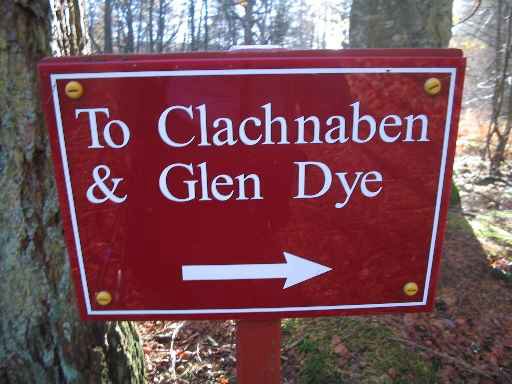 To Clachnaben
& Glen Dye